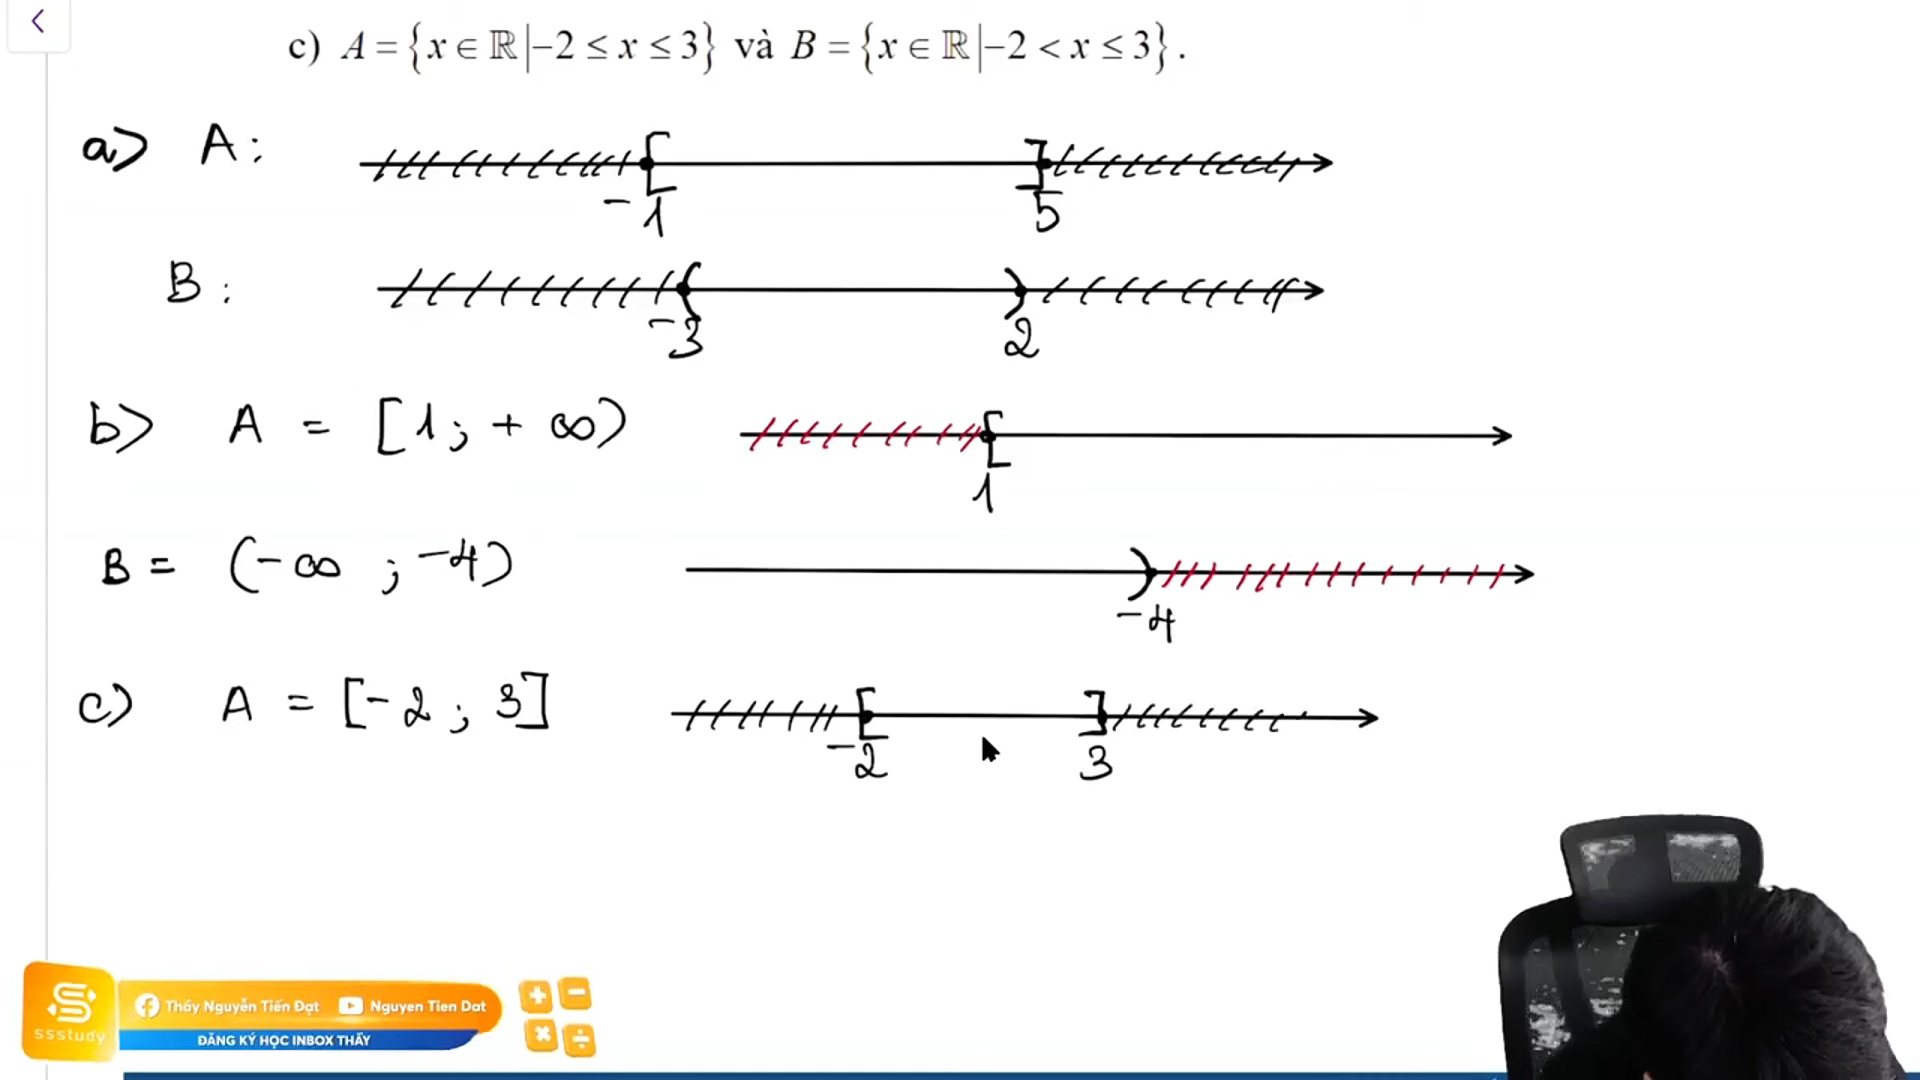 c) A = {x ∈ ℝ | −2 ≤ x ≤ 3} và B = {x ∈ ℝ | −2 < x ≤ 3}.
a) A:
-1 5
B:
-3 2
b) A = [1; +∞)
1
B = (-∞; -4)
-4
c) A = [-2; 3]
-2 3
ssstudy
Thầy Nguyễn Tiến Đạt Nguyen Tien Dat
ĐĂNG KÝ HỌC INBOX THẦY